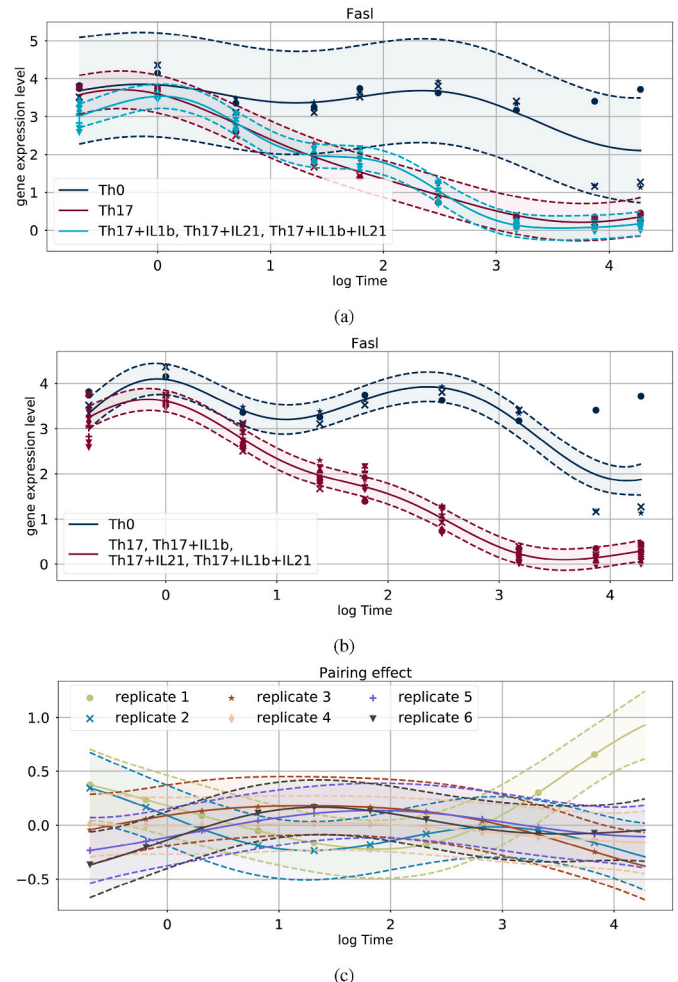 Fasl
5
4
3
2
1
0
gene expression level
Th0
Th17
Th17+IL1b, Th17+IL21, Th17+IL1b+IL21
0 1 2 3 4
log Time
(a)
Fasl
4
3
2
1
0
gene expression level
Th0
Th17, Th17+IL1b,
Th17+IL21, Th17+IL1b+IL21
0 1 2 3 4
log Time
(b)
Pairing effect
replicate 1 replicate 3 replicate 5
replicate 2 replicate 4 replicate 6
1.0
0.5
0.0
−0.5
0 1 2 3 4
log Time
(c)